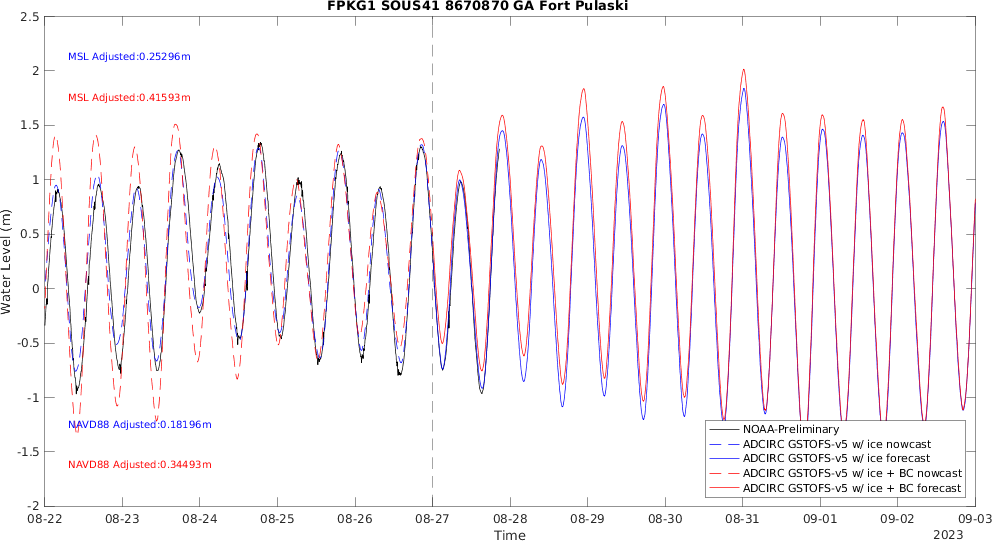 FPKG1 SOUS41 8670870 GA Fort Pulaski
2.5
2
1.5
1
0.5
0
-0.5
-1
-1.5
-2
Water Level (m)
MSL Adjusted:0.25296m
MSL Adjusted:0.41593m
NAVD88 Adjusted:0.18196m
NAVD88 Adjusted:0.34493m
NOAA-Preliminary
ADCIRC GSTOFS-v5 w/ ice nowcast
ADCIRC GSTOFS-v5 w/ ice forecast
ADCIRC GSTOFS-v5 w/ ice + BC nowcast
ADCIRC GSTOFS-v5 w/ ice + BC forecast
08-22 08-23 08-24 08-25 08-26 08-27 08-28 08-29 08-30 08-31 09-01 09-02 09-03
Time
2023